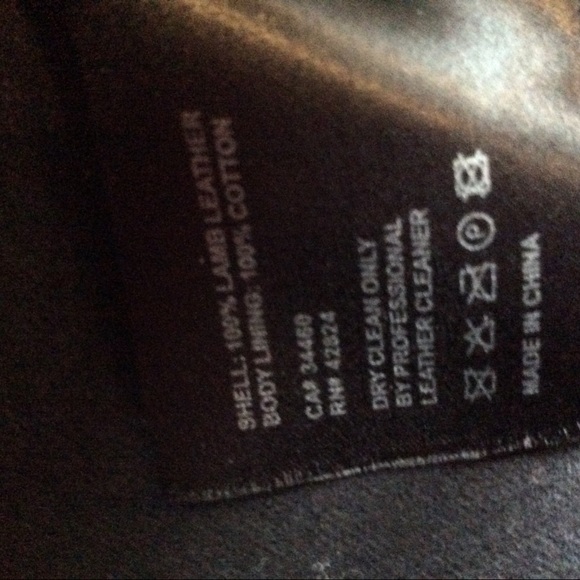 SHELL: 100% LAMB LEATHER
BODY LINING: 100% COTTON
CA# 34460
RN# 42824
DRY CLEAN ONLY
BY PROFESSIONAL
LEATHER CLEANER
P
MADE IN CHINA